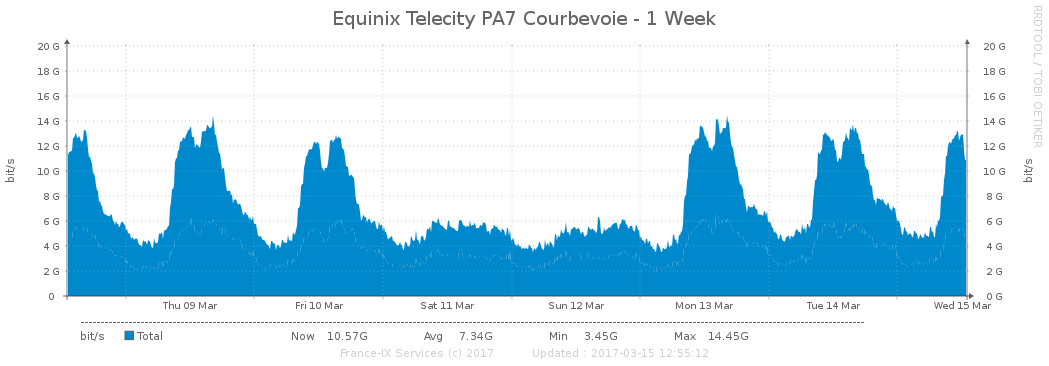 Equinix Telecity PA7 Courbevoie - 1 Week
RRDTOOL / TOBI OETIKER
bit/s
20 G 20 G
18 G 18 G
16 G 16 G
14 G 14 G
12 G 12 G
10 G 10 G
8 G 8 G
6 G 6 G
4 G 4 G
2 G 2 G
0 0 G
bit/s
Thu 09 Mar Fri 10 Mar Sat 11 Mar Sun 12 Mar Mon 13 Mar Tue 14 Mar Wed 15 Mar
bit/s Total Now 10.57G Avg 7.34G Min 3.45G Max 14.45G
France-IX Services (c) 2017 Updated : 2017-03-15 12:55:12